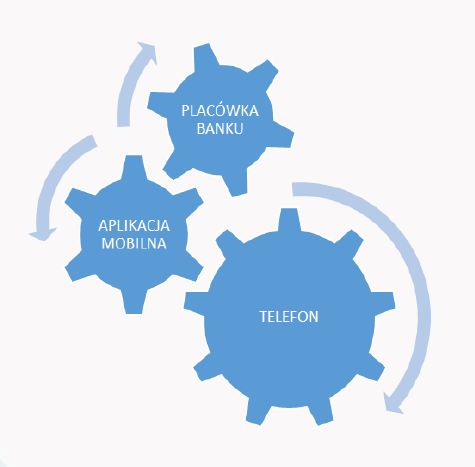 PLACÓWKA
BANKU
APLIKACJA
MOBILNA
TELEFON